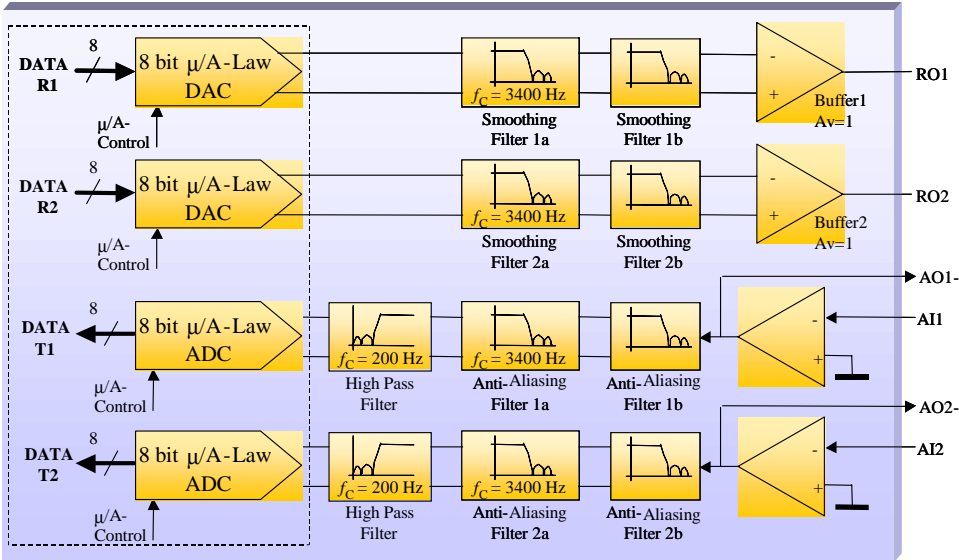 8
DATA
R1
8 bit μ/A-Law
DAC
μ/A-
Control
fC = 3400 Hz
Smoothing
Filter 1a
Smoothing
Filter 1b
-
+
Buffer1
Av=1
RO1
8
DATA
R2
8 bit μ/A-Law
DAC
μ/A-
Control
fC = 3400 Hz
Smoothing
Filter 2a
Smoothing
Filter 2b
-
+
Buffer2
Av=1
RO2
8
DATA
T1
8 bit μ/A-Law
ADC
μ/A-
Control
fC = 200 Hz
High Pass
Filter
fC = 3400 Hz
Anti-Aliasing
Filter 1a
Anti-Aliasing
Filter 1b
-
+
AO1-
AI1
8
DATA
T2
8 bit μ/A-Law
ADC
μ/A-
Control
fC = 200 Hz
High Pass
Filter
fC = 3400 Hz
Anti-Aliasing
Filter 2a
Anti-Aliasing
Filter 2b
-
+
AO2-
AI2